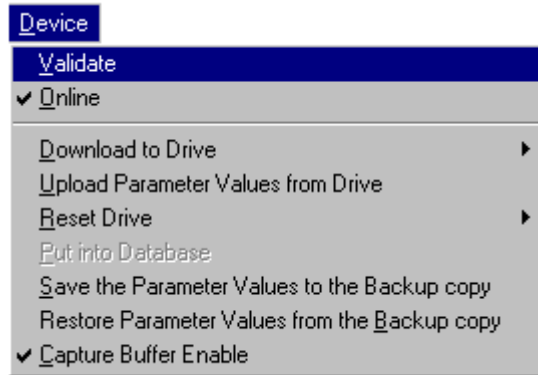 Device
Validate
Online
Download to Drive
Upload Parameter Values from Drive
Reset Drive
Put into Database
Save the Parameter Values to the Backup copy
Restore Parameter Values from the Backup copy
Capture Buffer Enable